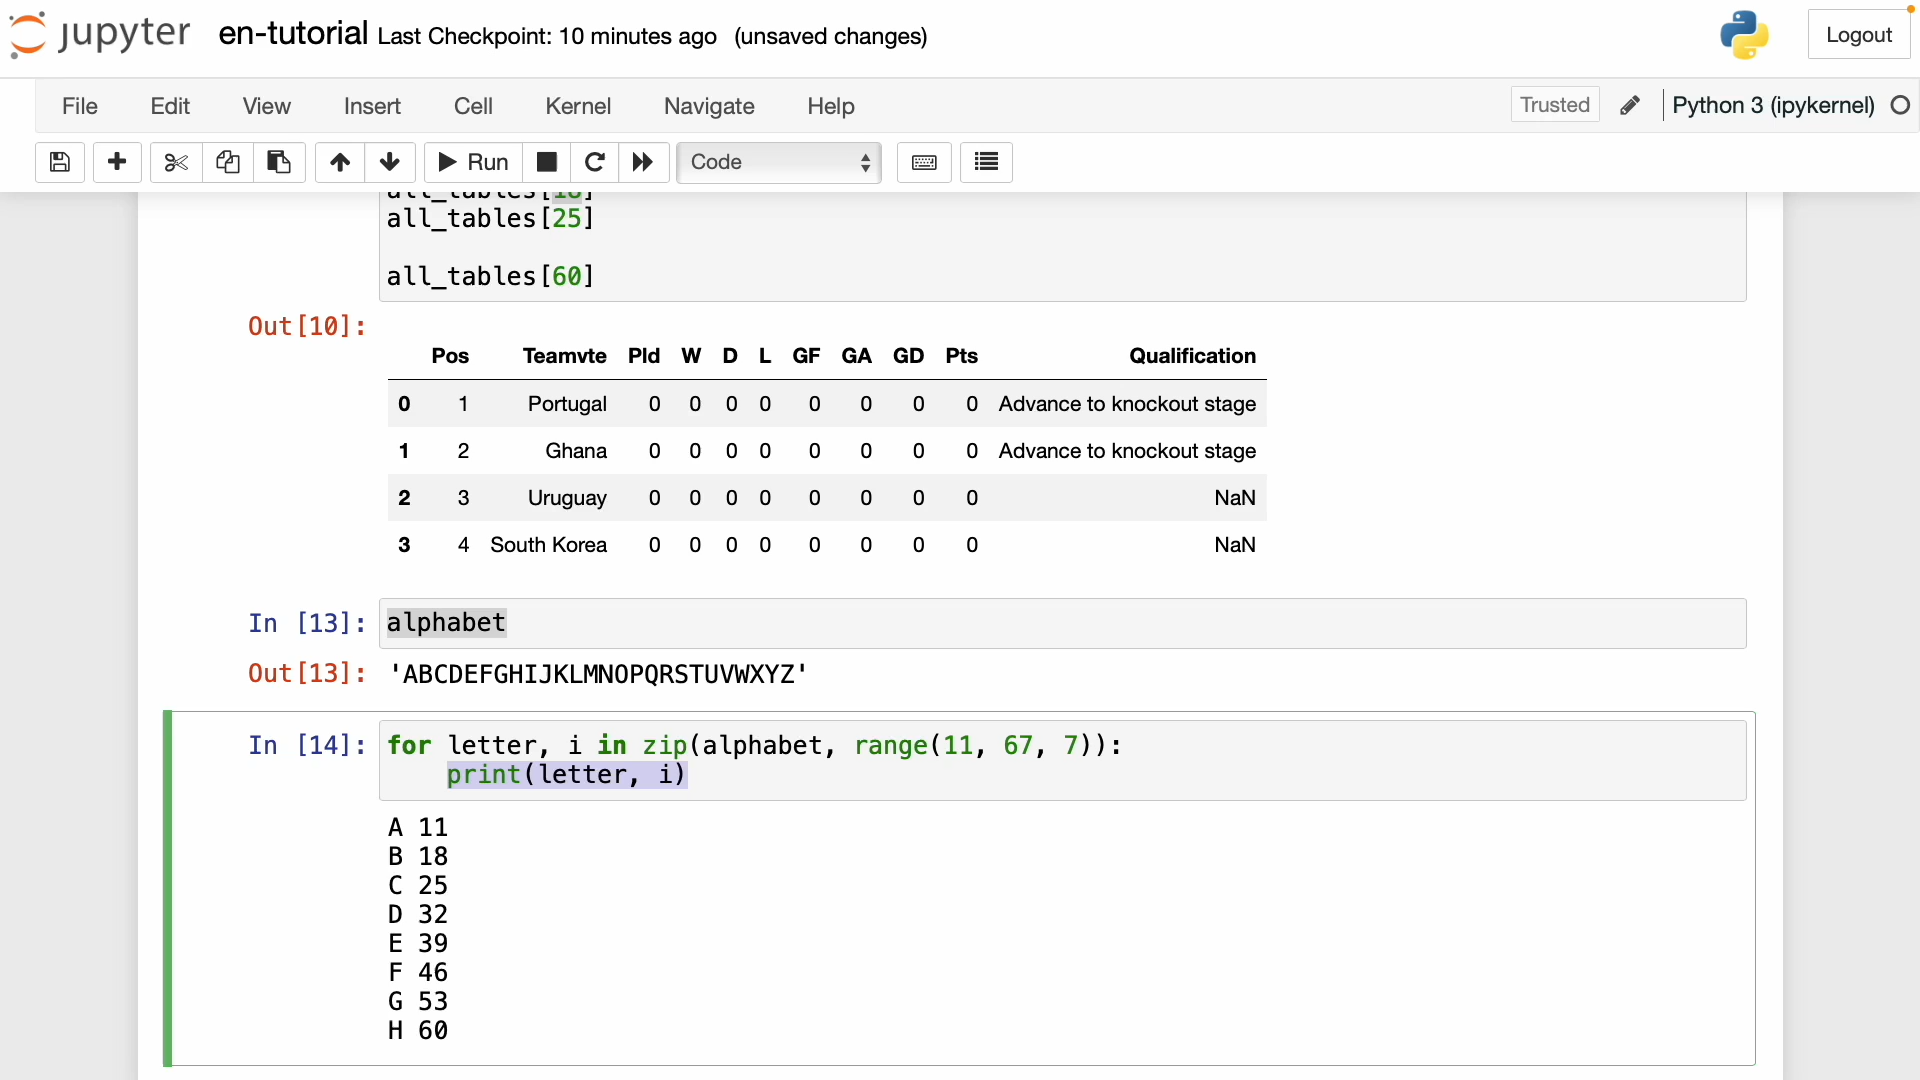 jupyter en-tutorial Last Checkpoint: 10 minutes ago (unsaved changes) Logout
File Edit View Insert Cell Kernel Navigate Help Trusted Python 3 (ipykernel)
Run Code
all_tables[18]
all_tables[25]
all_tables[60]
Out[10]:
Pos Teamvte Pld W D L GF GA GD Pts Qualification
0 1 Portugal 0 0 0 0 0 0 0 0 Advance to knockout stage
1 2 Ghana 0 0 0 0 0 0 0 0 Advance to knockout stage
2 3 Uruguay 0 0 0 0 0 0 0 0 NaN
3 4 South Korea 0 0 0 0 0 0 0 0 NaN
In [13]: alphabet
Out[13]: 'ABCDEFGHIJKLMNOPQRSTUVWXYZ'
In [14]: for letter, i in zip(alphabet, range(11, 67, 7)):
print(letter, i)
A 11
B 18
C 25
D 32
E 39
F 46
G 53
H 60